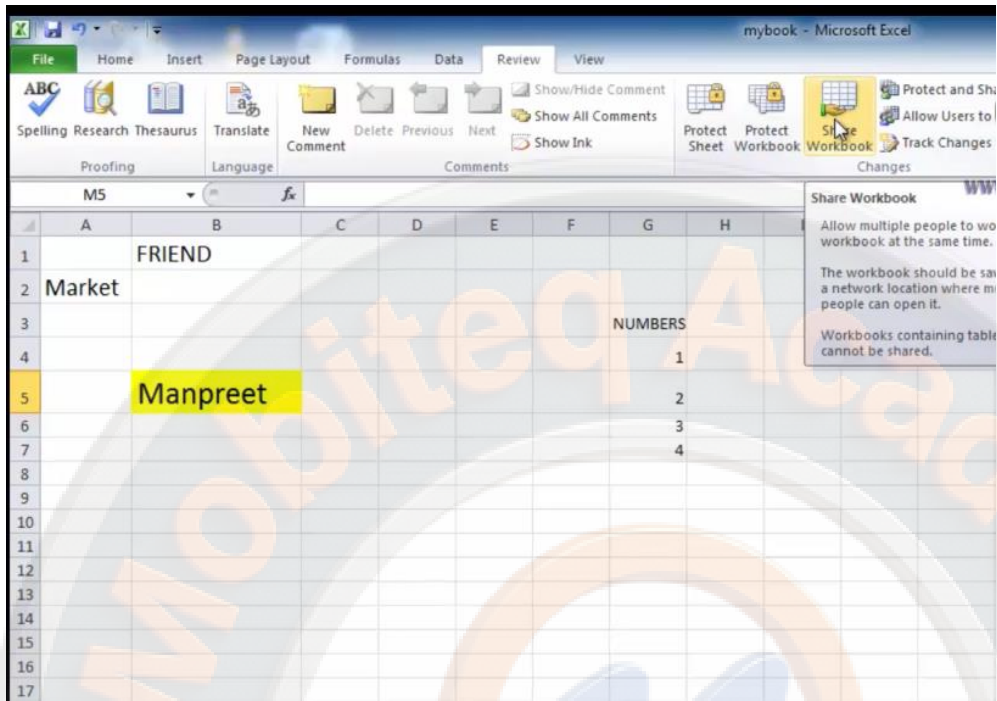 mybook - Microsoft Excel
File Home Insert Page Layout Formulas Data Review View
ABC
Spelling Research Thesaurus
Proofing
Translate
Language
New Comment
Delete Previous Next
Show/Hide Comment
Show All Comments
Show Ink
Comments
Protect Sheet
Protect Workbook
Share Workbook
Protect and Sha
Allow Users to
Track Changes
Changes
M5 fx
WW
Share Workbook
Allow multiple people to wo
workbook at the same time.
The workbook should be sav
a network location where m
people can open it.
Workbooks containing table
cannot be shared.
A B C D E F G H
1 FRIEND
2 Market
3 NUMBERS
4 1
5 Manpreet 2
6 3
7 4
8
9
10
11
12
13
14
15
16
17
Mobiteq Acad